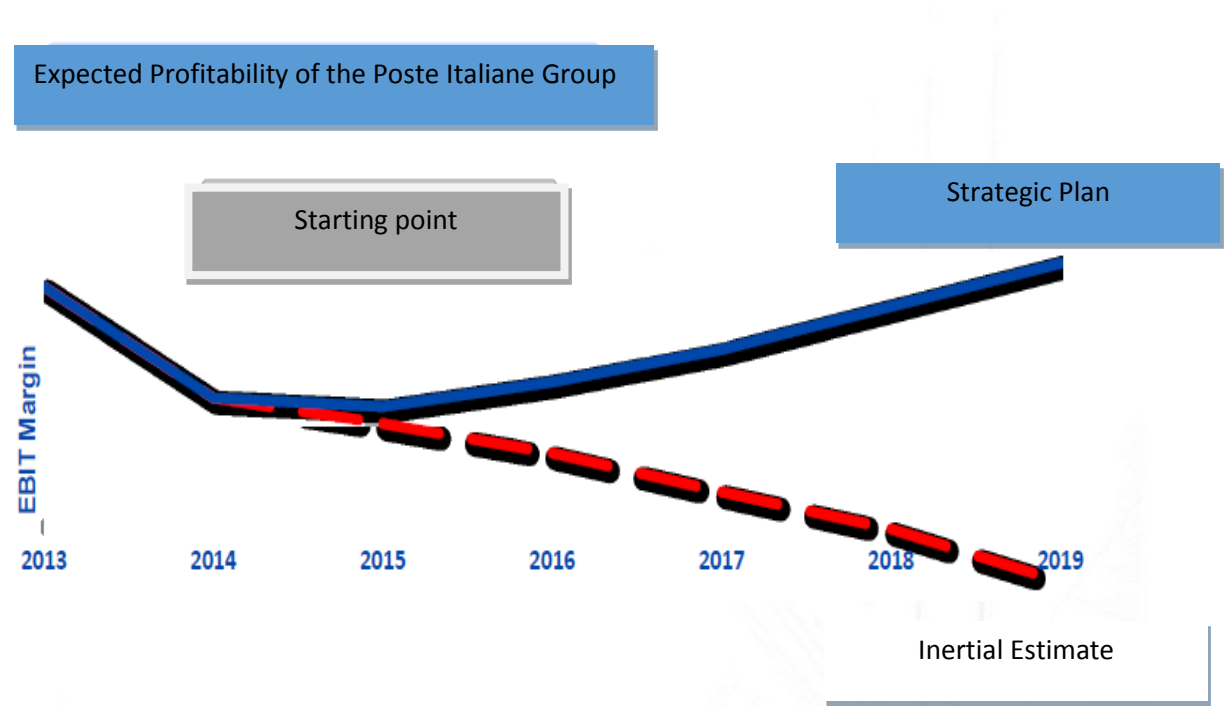 Expected Profitability of the Poste Italiane Group
Strategic Plan
Starting point
EBIT Margin
2013 2014 2015 2016 2017 2018 2019
Inertial Estimate